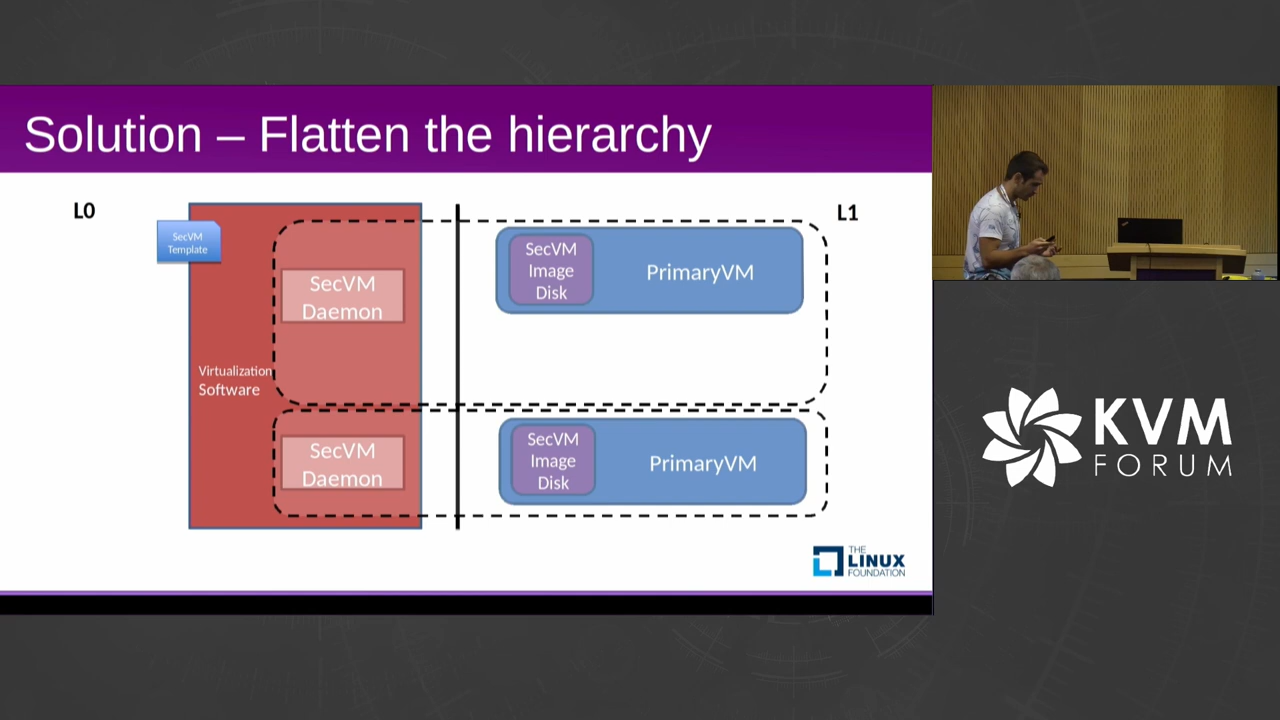 Solution – Flatten the hierarchy
L0
L1
SecVM
Template
SecVM
Daemon
Virtualization
Software
SecVM
Image
Disk
PrimaryVM
SecVM
Daemon
SecVM
Image
Disk
PrimaryVM
THE
LINUX
FOUNDATION
KVM
FORUM